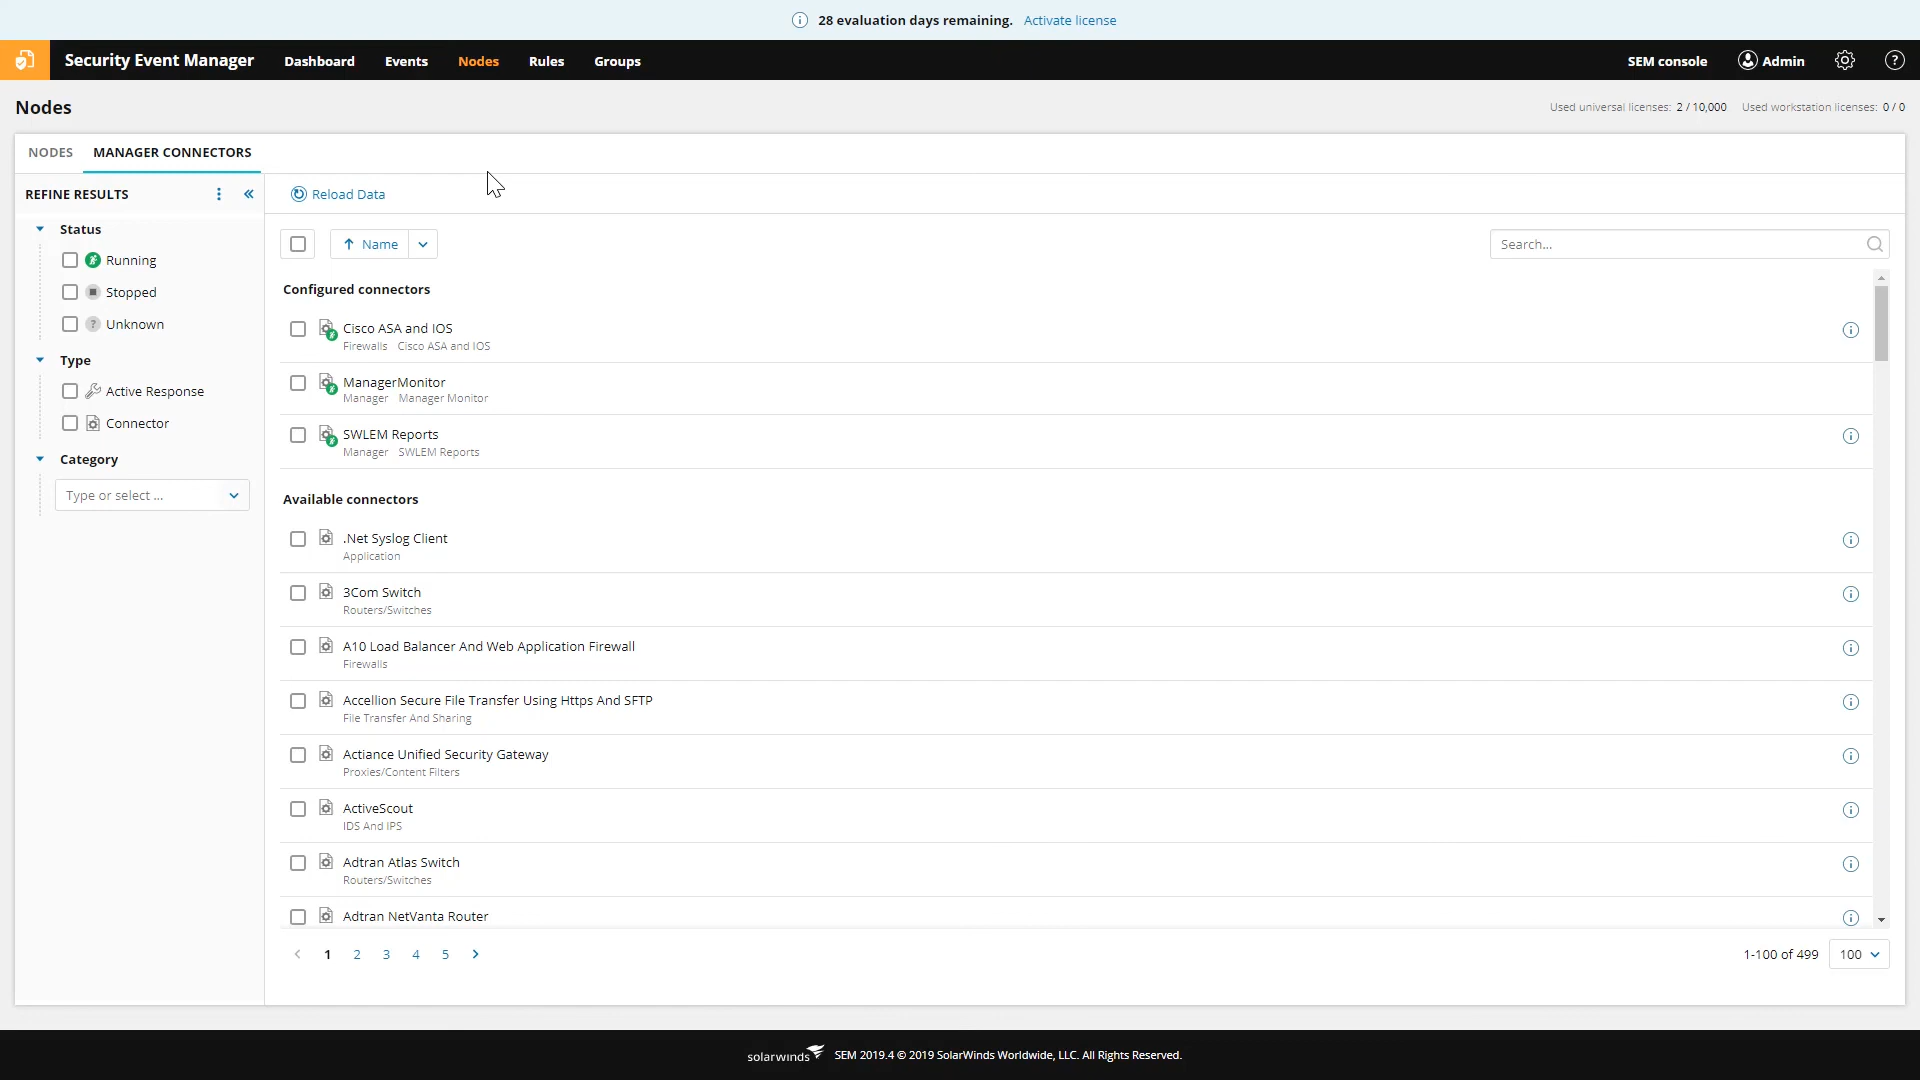 28 evaluation days remaining. Activate license
Security Event Manager Dashboard Events Nodes Rules Groups SEM console Admin ?
Nodes
Used universal licenses: 2 / 10,000 Used workstation licenses: 0 / 0
NODES MANAGER CONNECTORS
REFINE RESULTS
Status
Running
Stopped
? Unknown
Type
Active Response
Connector
Category
Type or select ...
Reload Data
Name
Search...
Configured connectors
Cisco ASA and IOS
Firewalls Cisco ASA and IOS
ManagerMonitor
Manager Manager Monitor
SWLEM Reports
Manager SWLEM Reports
Available connectors
.Net Syslog Client
Application
3Com Switch
Routers/Switches
A10 Load Balancer And Web Application Firewall
Firewalls
Accellion Secure File Transfer Using Https And SFTP
File Transfer And Sharing
Actiance Unified Security Gateway
Proxies/Content Filters
ActiveScout
IDS And IPS
Adtran Atlas Switch
Routers/Switches
Adtran NetVanta Router
1 2 3 4 5
1-100 of 499 100
solarwinds SEM 2019.4 © 2019 SolarWinds Worldwide, LLC. All Rights Reserved.